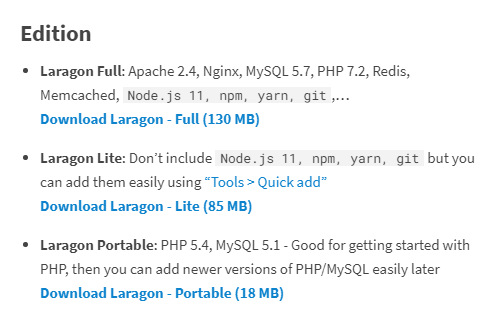 Edition
• Laragon Full: Apache 2.4, Nginx, MySQL 5.7, PHP 7.2, Redis,
Memcached, Node.js 11, npm, yarn, git ,…
Download Laragon - Full (130 MB)
• Laragon Lite: Don’t include Node.js 11, npm, yarn, git but you
can add them easily using “Tools > Quick add”
Download Laragon - Lite (85 MB)
• Laragon Portable: PHP 5.4, MySQL 5.1 - Good for getting started with
PHP, then you can add newer versions of PHP/MySQL easily later
Download Laragon - Portable (18 MB)